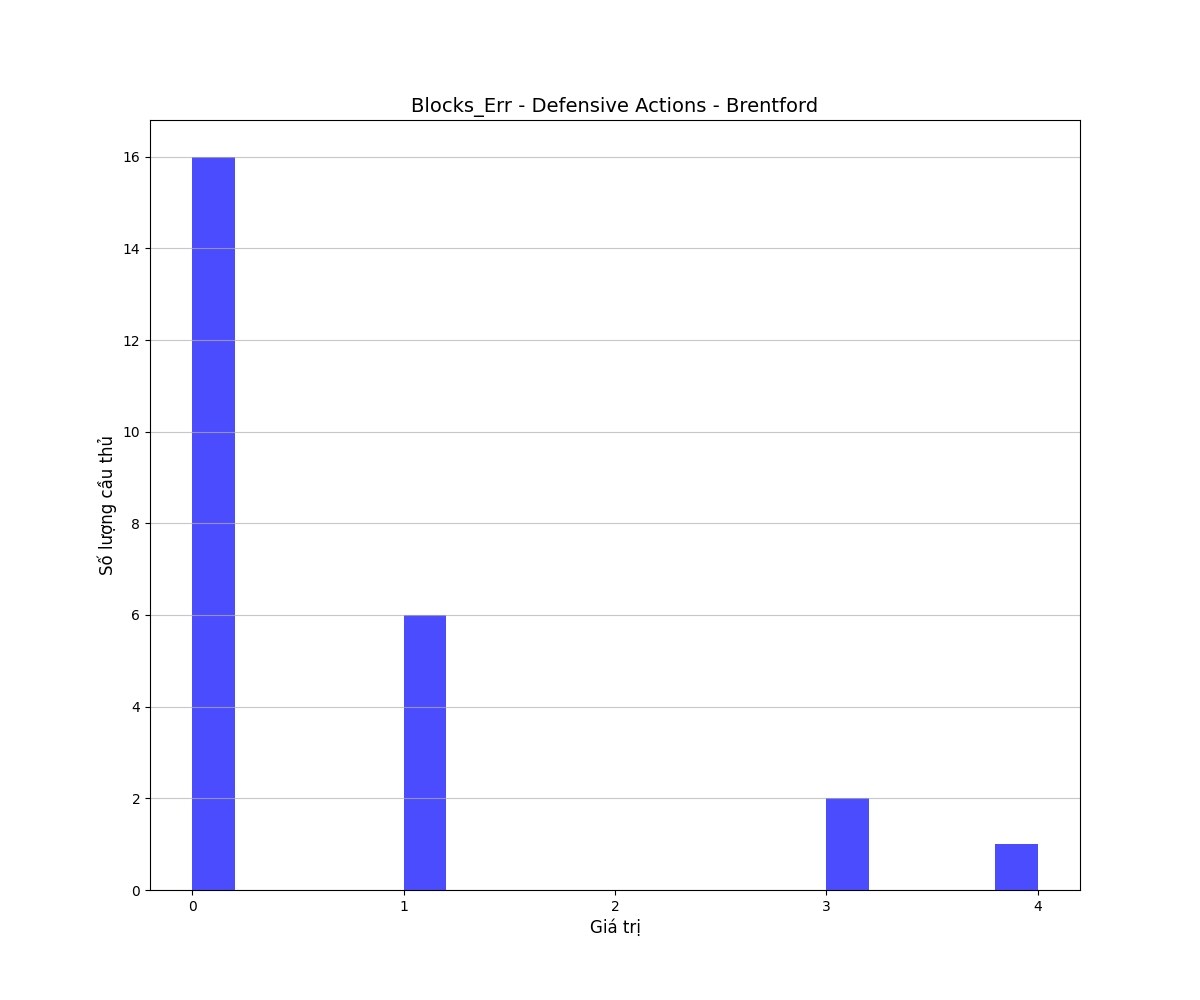 Blocks_Err - Defensive Actions - Brentford
16
14
12
10
8
6
4
2
0
Số lượng cầu thủ
0 1 2 3 4
Giá trị